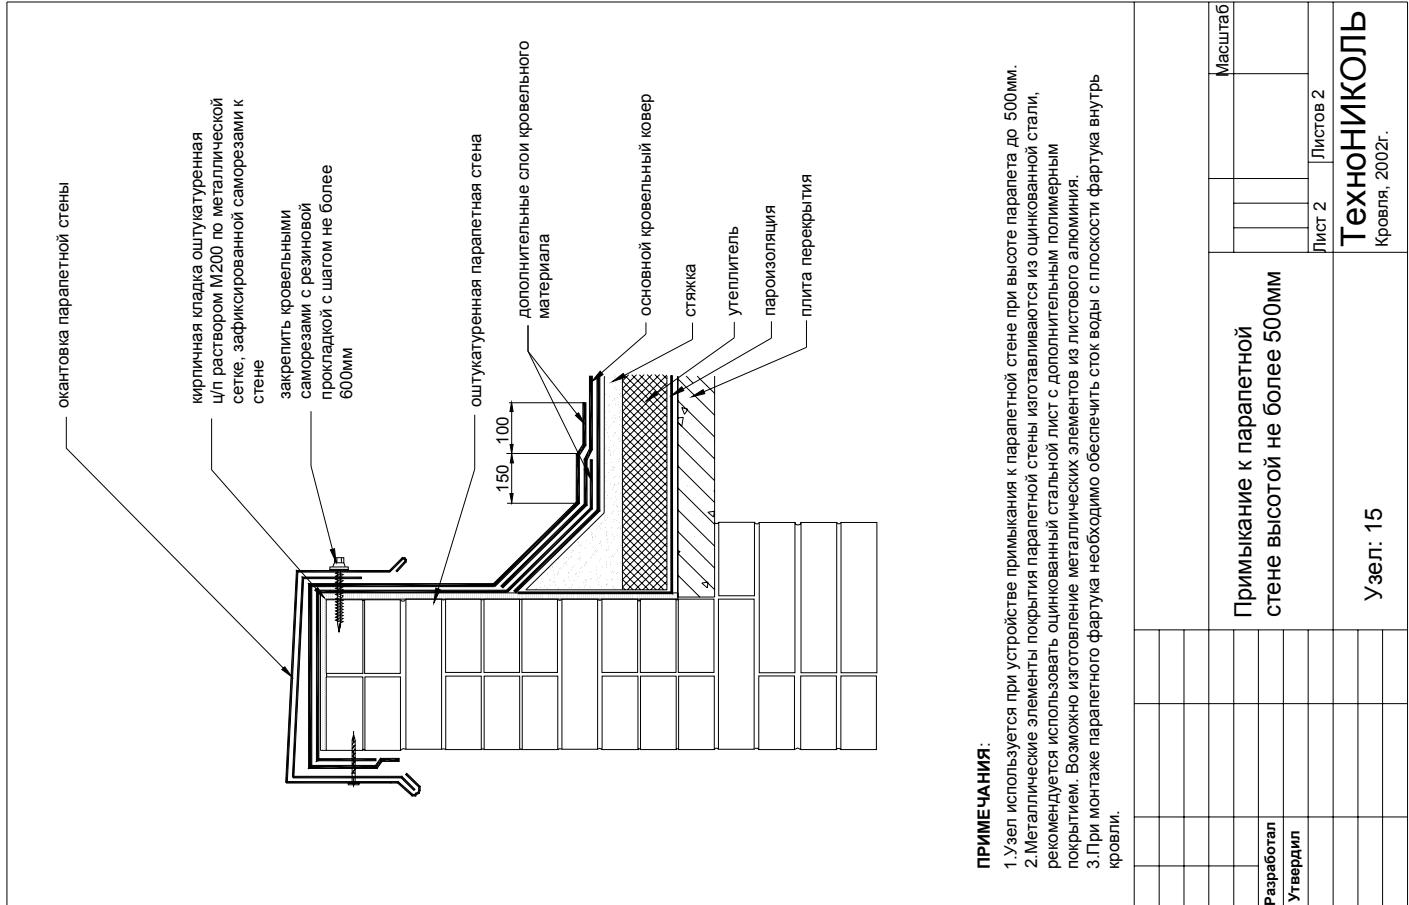 окантовка парапетной стены
кирпичная кладка оштукатуренная
ц/п раствором М200 по металлической
сетке, зафиксированной саморезами к
стене
закрепить кровельными
саморезами с резиновой
прокладкой с шагом не более
600мм
оштукатуренная парапетная стена
дополнительные слои кровельного
материала
основной кровельный ковер
стяжка
утеплитель
пароизоляция
плита перекрытия
150
100
ПРИМЕЧАНИЯ:
1.Узел используется при устройстве примыкания к парапетной стене при высоте парапета до 500мм.
2.Металлические элементы покрытия парапетной стены изготавливаются из оцинкованной стали,
рекомендуется использовать оцинкованный стальной лист с дополнительным полимерным
покрытием. Возможно изготовление металлических элементов из листового алюминия.
3.При монтаже парапетного фартука необходимо обеспечить сток воды с плоскости фартука внутрь
кровли.
Разработал
Утвердил
Примыкание к парапетной
стене высотой не более 500мм
Узел: 15
Масштаб
Лист 2
Листов 2
ТехноНИКОЛЬ
Кровля, 2002г.